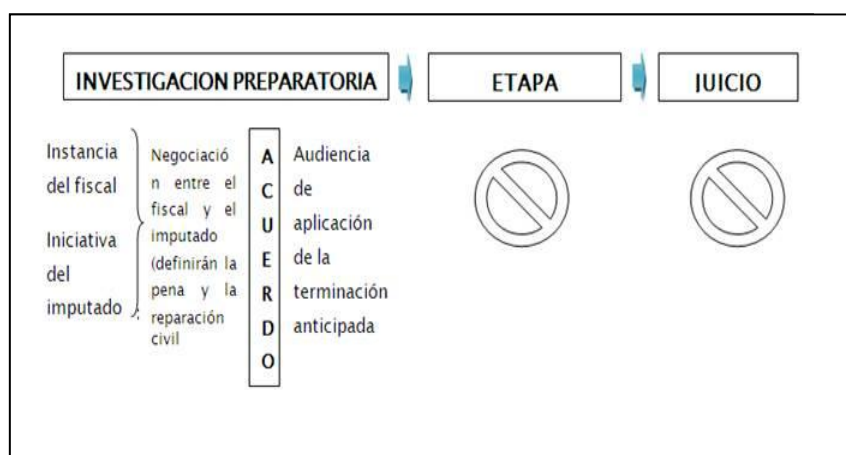 INVESTIGACION PREPARATORIA
ETAPA
JUICIO
Instancia
del fiscal
Iniciativa
del
imputado
Negociació
n entre el
fiscal y el
imputado
(definirán la
pena y la
reparación
civil
A
C
U
E
R
D
O
Audiencia
de
aplicación
de la
terminación
anticipada